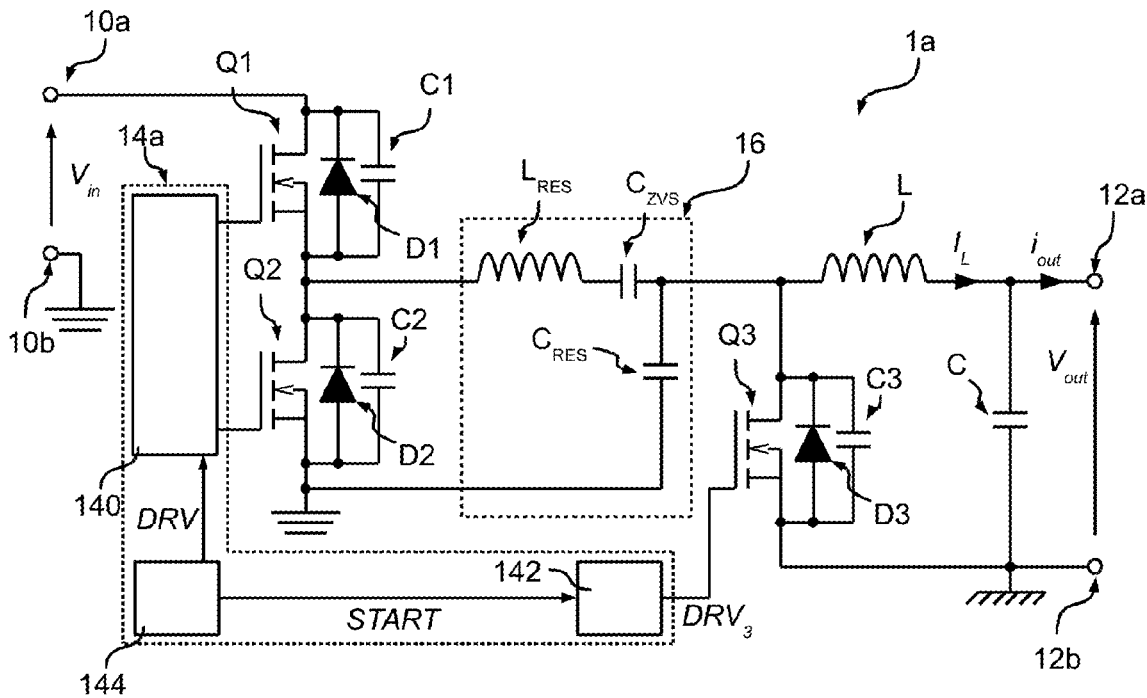 10a
1a
Q1
C1
14a
16
V_in
L_RES
C_ZVS
L
12a
D1
i_L
i_out
Q2
10b
C2
C_RES
Q3
C3
C
V_out
D2
140
DRV
D3
142
START
DRV_3
144
12b